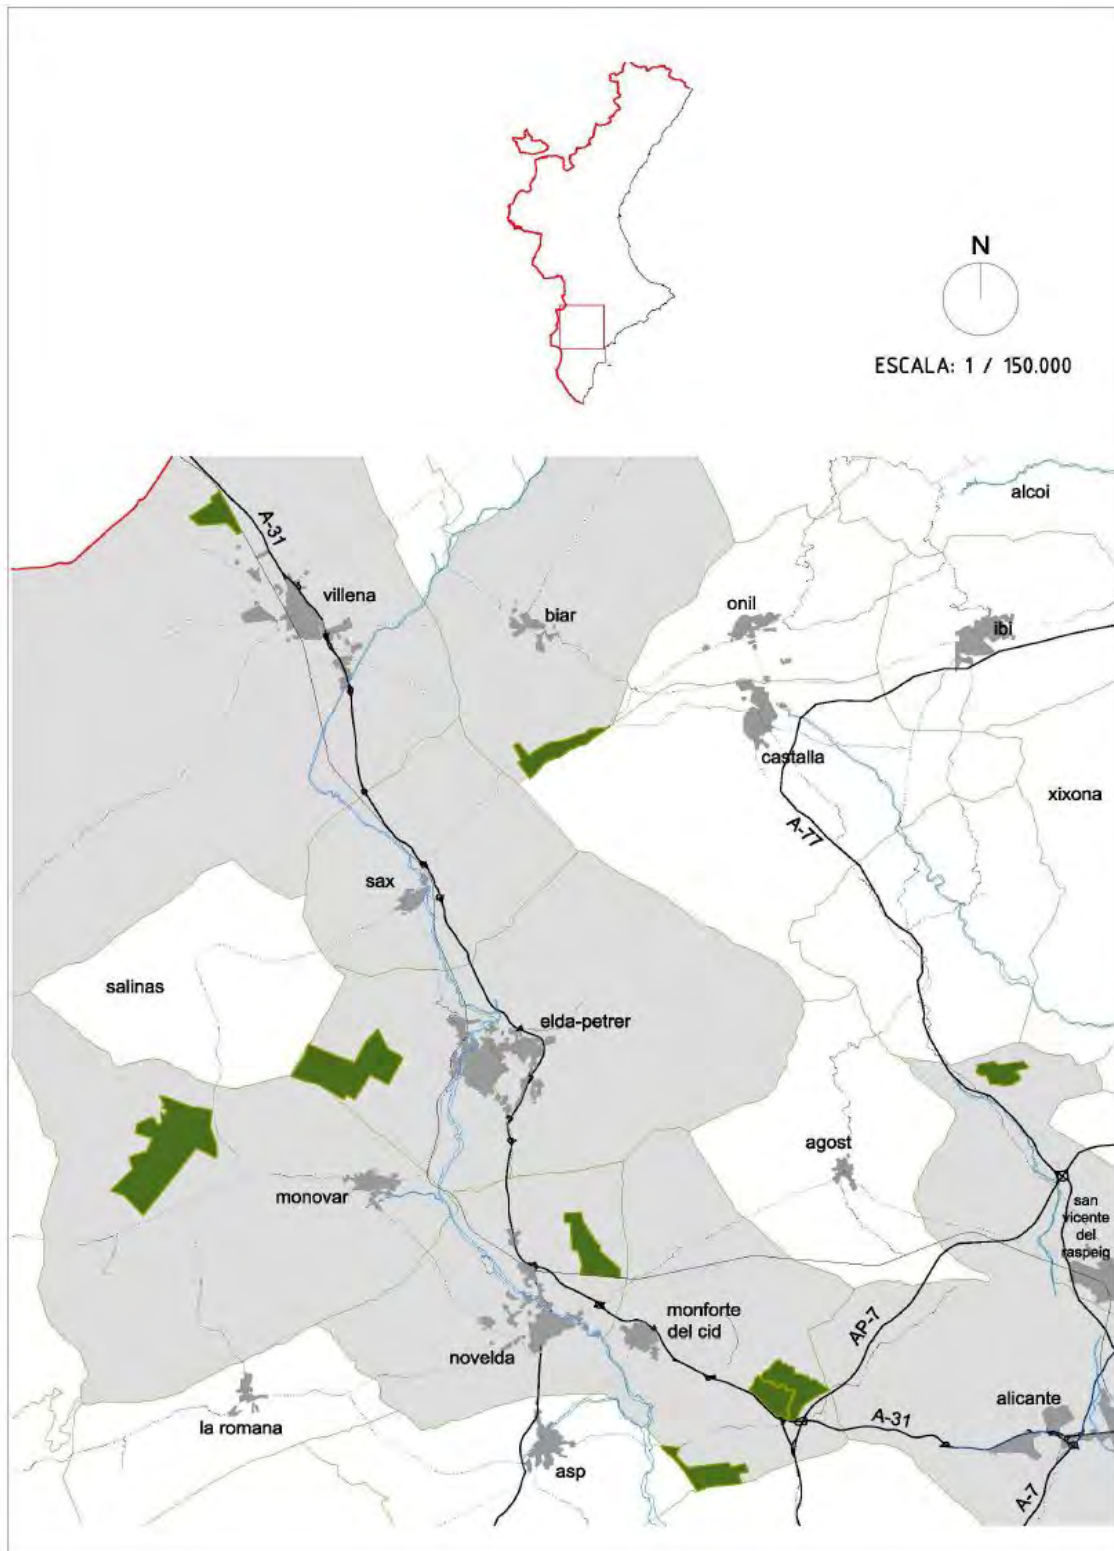 N
ESCALA: 1 / 150.000
alcoi
A-31
villena
biar
onil
ibi
castalla
xixona
A-77
sax
salinas
elda-petrer
agost
monovar
san
vicente
del
raspeig
monforte
del cid
AP-7
novelda
la romana
alicante
A-31
asp
A-7